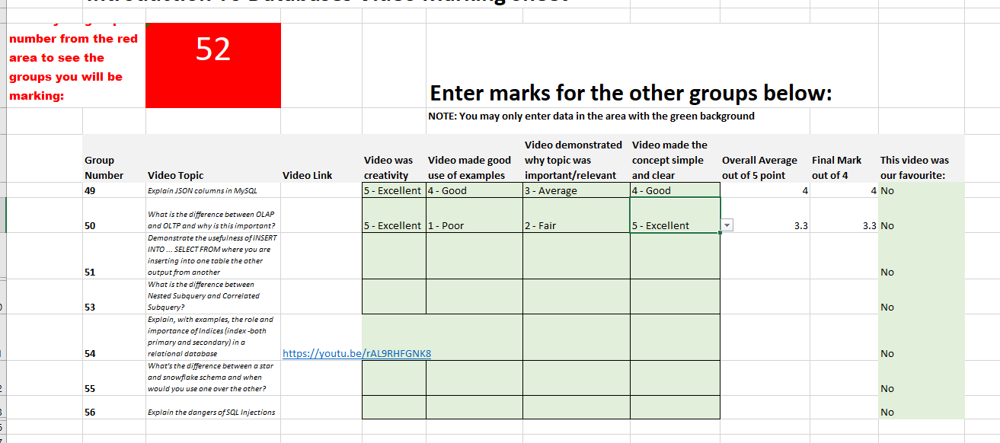 Introduction To Databases Video Marking Sheet
number from the red
area to see the
groups you will be
marking:
52
Enter marks for the other groups below:
NOTE: You may only enter data in the area with the green background
Group
Number
Video Topic
Video Link
Video was
creativity
Video made good
use of examples
Video demonstrated
why topic was
important/relevant
Video made the
concept simple
and clear
Overall Average
out of 5 point
Final Mark
out of 4
This video was
our favourite:
49
Explain JSON columns in MySQL
5 - Excellent
4 - Good
3 - Average
4 - Good
4
4
No
50
What is the difference between OLAP
and OLTP and why is this important?
5 - Excellent
1 - Poor
2 - Fair
5 - Excellent
3.3
3.3
No
51
Demonstrate the usefulness of INSERT
INTO ... SELECT FROM where you are
inserting into one table the other
output from another
No
53
What is the difference between
Nested Subquery and Correlated
Subquery?
No
54
Explain, with examples, the role and
importance of Indices (index -both
primary and secondary) in a
relational database
https://youtu.be/rAL9RHFGNK8
No
55
What's the difference between a star
and snowflake schema and when
would you use one over the other?
No
56
Explain the dangers of SQL Injections
No